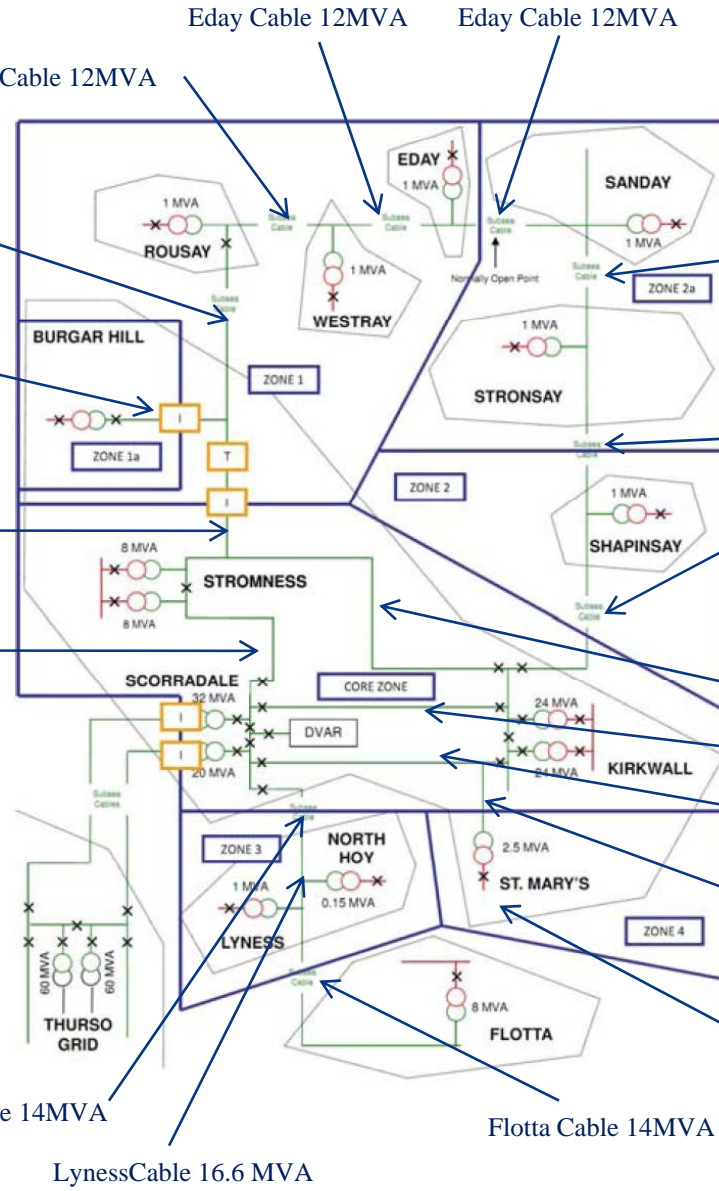 Eday Cable 12MVA
Eday Cable 12MVA
Cable 12MVA
EDAY
1 MVA
SANDAY
1 MVA
ROUSAY
1 MVA
Subsea
Cable
Subsea
Cable
Subsea
Cable
Normally Open Point
1 MVA
WESTRAY
Subsea
Cable
ZONE 2a
Subsea
Cable
BURGAR HILL
1 MVA
STRONSAY
ZONE 1
I
ZONE 1a
T
Subsea
Cable
ZONE 2
I
1 MVA
SHAPINSAY
8 MVA
8 MVA
STROMNESS
Subsea
Cable
SCORRADALE
32 MVA
CORE ZONE
I
24 MVA
DVAR
I
20 MVA
24 MVA
KIRKWALL
Subsea
Cables
Subsea
Cable
ZONE 3
NORTH
HOY
2.5 MVA
1 MVA
0.15 MVA
ST. MARY'S
LYNESS
ZONE 4
Subsea
Cable
60 MVA
60 MVA
8 MVA
THURSO
GRID
FLOTTA
e 14MVA
Flotta Cable 14MVA
LynessCable 16.6 MVA